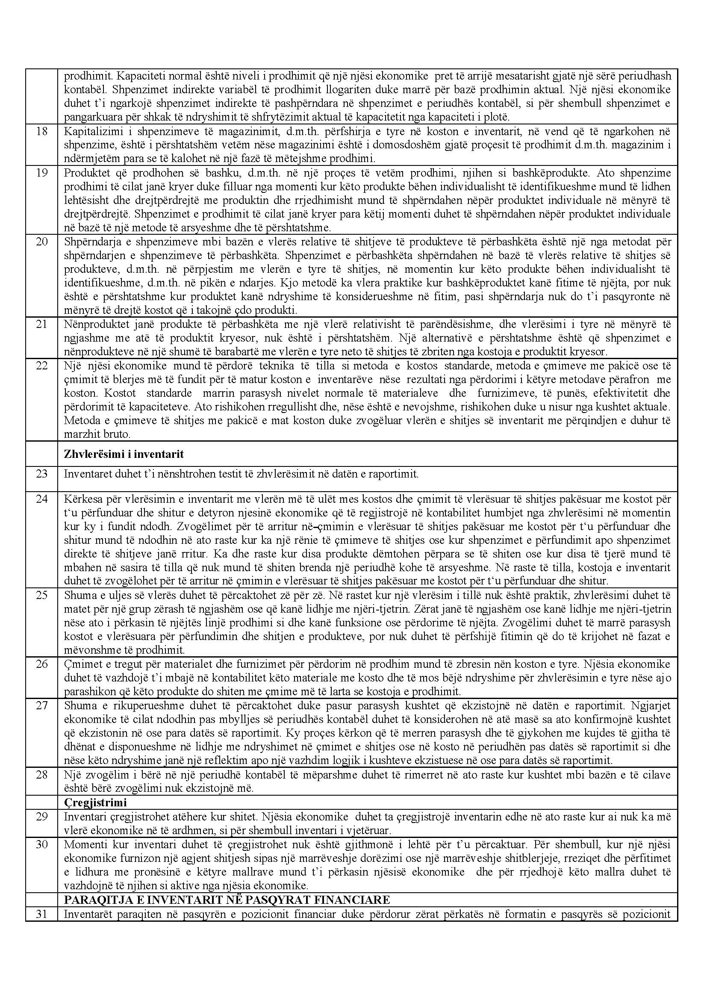 prodhimit. Kapaciteti normal është niveli i prodhimit që një njësi ekonomike pret të arrijë mesatarisht gjatë një sërë periudhash
kontabël. Shpenzimet indirekte variabël të prodhimit llogariten duke marrë për bazë prodhimin aktual. Një njësi ekonomike
duhet t’i ngarkojë shpenzimet indirekte të pashpërndara në shpenzimet e periudhës kontabël, si për shembull shpenzimet e
pangarkuara për shkak të ndryshimit të shfrytëzimit aktual të kapacitetit nga kapaciteti i plotë.
18 Kapitalizimi i shpenzimeve të magazinimit, d.m.th. përfshirja e tyre në koston e inventarit, në vend që të ngarkohen në
shpenzime, është i përshtatshëm vetëm nëse magazinimi është i domosdoshëm gjatë proçesit të prodhimit d.m.th. magazinim i
ndërmjetëm para se të kalohet në një fazë të mëtejshme prodhimi.
19 Produktet që prodhohen së bashku, d.m.th. në një proçes të vetëm prodhimi, njihen si bashkëprodukte. Ato shpenzime
prodhimi të cilat janë kryer duke filluar nga momenti kur këto produkte bëhen individualisht të identifikueshme mund të lidhen
lehtësisht dhe drejtpërdrejtë me produktin dhe rrjedhimisht mund të shpërndahen nëpër produktet individuale në mënyrë të
drejtpërdrejtë. Shpenzimet e prodhimit të cilat janë kryer para këtij momenti duhet të shpërndahen nëpër produktet individuale
në bazë të një metode të arsyeshme dhe të përshtatshme.
20 Shpërndarja e shpenzimeve mbi bazën e vlerës relative të shitjeve të produkteve të përbashkëta është një nga metodat për
shpërndarjen e shpenzimeve të përbashkëta. Shpenzimet e përbashkëta shpërndahen në bazë të vlerës relative të shitjes së
produkteve, d.m.th. në përpjestim me vlerën e tyre të shitjes, në momentin kur këto produkte bëhen individualisht të
identifikueshme, d.m.th. në pikën e ndarjes. Kjo metodë ka vlera praktike kur bashkëproduktet kanë fitime të njëjta, por nuk
është e përshtatshme kur produktet kanë ndryshime të konsiderueshme në fitim, pasi shpërndarja nuk do t’i pasqyronte në
mënyrë të drejtë kostot që i takojnë çdo produkti.
21 Nënproduktet janë produkte të përbashkëta me një vlerë relativisht të parëndësishme, dhe vlerësimi i tyre në mënyrë të
ngjashme me atë të produktit kryesor, nuk është i përshtatshëm. Një alternativë e përshtatshme është që shpenzimet e
nënprodukteve në një shumë të barabartë me vlerën e tyre neto të shitjes të zbriten nga kostoja e produktit kryesor.
22 Një njësi ekonomike mund të përdorë teknika të tilla si metoda e kostos standarde, metoda e çmimeve me pakicë ose të
çmimit të blerjes më të fundit për të matur koston e inventarëve nëse rezultati nga përdorimi i këtyre metodave përafron me
koston. Kostot standarde marrin parasysh nivelet normale të materialeve dhe furnizimeve, të punës, efektivitetit dhe
përdorimit të kapaciteteve. Ato rishikohen rregullisht dhe, nëse është e nevojshme, rishikohen duke u nisur nga kushtet aktuale.
Metoda e çmimeve të shitjes me pakicë e mat koston duke zvogëluar vlerën e shitjes së inventarit me përqindjen e duhur të
marzhit bruto.
Zhvlerësimi i inventarit
23 Inventaret duhet t’i nënshtrohen testit të zhvlerësimit në datën e raportimit.
24 Kërkesa për vlerësimin e inventarit me vlerën më të ulët mes kostos dhe çmimit të vlerësuar të shitjes pakësuar me kostot për
t‘u përfunduar dhe shitur e detyron njesinë ekonomike që të regjistrojë në kontabilitet humbjet nga zhvlerësimi në momentin
kur ky i fundit ndodh. Zvogëlimet për të arritur në–çmimin e vlerësuar të shitjes pakësuar me kostot për t‘u përfunduar dhe
shitur mund të ndodhin në ato raste kur ka një rënie të çmimeve të shitjes ose kur shpenzimet e përfundimit apo shpenzimet
direkte të shitjeve janë rritur. Ka dhe raste kur disa produkte dëmtohen përpara se të shiten ose kur disa të tjerë mund të
mbahen në sasira të tilla që nuk mund të shiten brenda një periudhë kohe të arsyeshme. Në raste të tilla, kostoja e inventarit
duhet të zvogëlohet për të arritur në çmimin e vlerësuar të shitjes pakësuar me kostot për t‘u përfunduar dhe shitur.
25 Shuma e uljes së vlerës duhet të përcaktohet zë për zë. Në rastet kur një vlerësim i tillë nuk është praktik, zhvlerësimi duhet të
matet për një grup zërash të ngjashëm ose që kanë lidhje me njëri-tjetrin. Zërat janë të ngjashëm ose kanë lidhje me njëri-tjetrin
nëse ato i përkasin të njëjtës linjë prodhimi si dhe kanë funksione ose përdorime të njëjta. Zvogëlimi duhet të marrë parasysh
kostot e vlerësuara për përfundimin dhe shitjen e produkteve, por nuk duhet të përfshijë fitimin që do të krijohet në fazat e
mëvonshme të prodhimit.
26 Çmimet e tregut për materialet dhe furnizimet për përdorim në prodhim mund të zbresin nën koston e tyre. Njësia ekonomike
duhet të vazhdojë t’i mbajë në kontabilitet këto materiale me kosto dhe të mos bëjë ndryshime për zhvlerësimin e tyre nëse ajo
parashikon që këto produkte do shiten me çmime më të larta se kostoja e prodhimit.
27 Shuma e rikuperueshme duhet të përcaktohet duke pasur parasysh kushtet që ekzistojnë në datën e raportimit. Ngjarjet
ekonomike të cilat ndodhin pas mbylljes së periudhës kontabël duhet të konsiderohen në atë masë sa ato konfirmojnë kushtet
që ekzistonin në ose para datës së raportimit. Ky proçes kërkon që të merren parasysh dhe të gjykohen me kujdes të gjitha të
dhënat e disponueshme në lidhje me ndryshimet në çmimet e shitjes ose në kosto në periudhën pas datës së raportimit si dhe
nëse këto ndryshime janë një reflektim apo një vazhdim logjik i kushteve ekzistuese në ose para datës së raportimit.
28 Një zvogëlim i bërë në një periudhë kontabël të mëparshme duhet të rimerret në ato raste kur kushtet mbi bazën e të cilave
është bërë zvogëlimi nuk ekzistojnë më.
Çregjistrimi
29 Inventari çregjistrohet atëhere kur shitet. Njësia ekonomike duhet ta çregjistrojë inventarin edhe në ato raste kur ai nuk ka më
vlerë ekonomike në të ardhmen, si për shembull inventari i vjetëruar.
30 Momenti kur inventari duhet të çregjistrohet nuk është gjithmonë i lehtë për t’u përcaktuar. Për shembull, kur një njësi
ekonomike furnizon një agjent shitjesh sipas një marrëveshje dorëzimi ose një marrëveshje shitblerjeje, rreziqet dhe përfitimet
e lidhura me pronësinë e këtyre mallrave mund t’i përkasin njësisë ekonomike dhe për rrjedhojë këto mallra duhet të
vazhdojnë të njihen si aktive nga njësia ekonomike.
PARAQITJA E INVENTARIT NË PASQYRAT FINANCIARE
31 Inventarët paraqiten në pasqyrën e pozicionit financiar duke përdorur zërat përkatës në formatin e pasqyrës së pozicionit